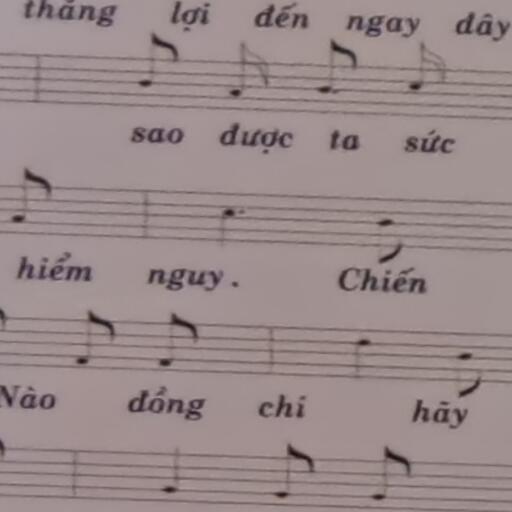 thắng lợi đến ngay đây
sao được ta sức
hiểm nguy. Chiến
Nào đồng chí hãy